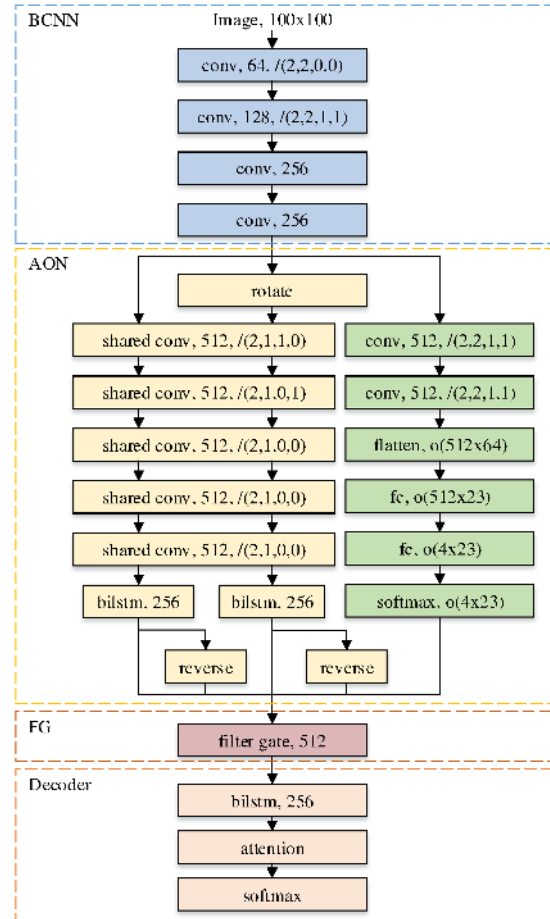 BCNN
Image, 100x100
conv, 64, /(2,2,0,0)
conv, 128, /(2,2,1,1)
conv, 256
conv, 256
AON
rotate
shared conv, 512, /(2,1,1,0)
conv, 512, /(2,2,1,1)
shared conv, 512, /(2,1,0,1)
conv, 512, /(2,2,1,1)
shared conv, 512, /(2,1,0,0)
flatten, o(512x64)
shared conv, 512, /(2,1,0,0)
fc, o(512x23)
shared conv, 512, /(2,1,0,0)
fc, o(4x23)
bilstm, 256
bilstm, 256
softmax, o(4x23)
reverse
reverse
FG
filter gate, 512
Decoder
bilstm, 256
attention
softmax